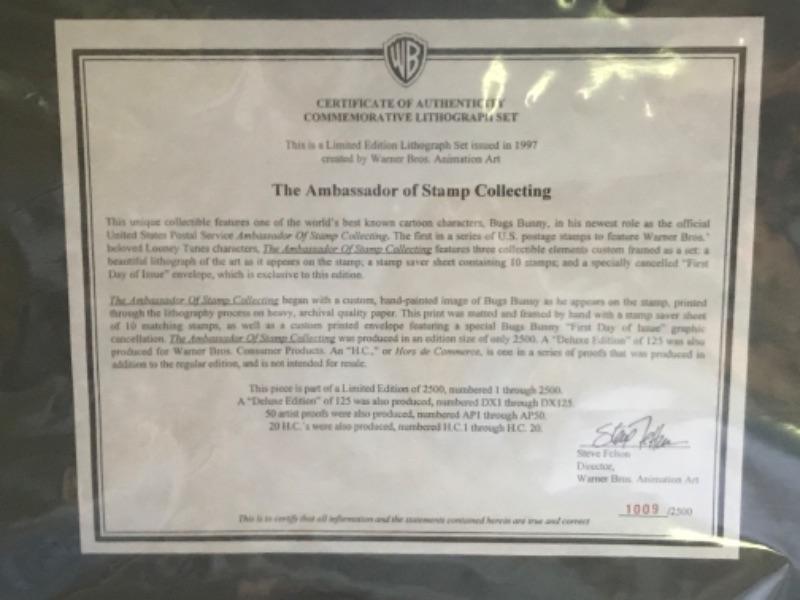 WB
CERTIFICATE OF AUTHENTICITY
COMMEMORATIVE LITHOGRAPH SET
This is a Limited Edition Lithograph Set issued in 1997
created by Warner Bros. Animation Art
The Ambassador of Stamp Collecting
This unique collectible features one of the world's best known cartoon characters, Bugs Bunny, in his newest role as the official
United States Postal Service Ambassador Of Stamp Collecting. The first in a series of U.S. postage stamps to feature Warner Bros.'
beloved Looney Tunes characters, The Ambassador Of Stamp Collecting features three collectible elements custom framed as a set: a
beautiful lithograph of the art as it appears on the stamp; a stamp saver sheet containing 10 stamps; and a specially cancelled "First
Day of Issue" envelope, which is exclusive to this edition.
The Ambassador Of Stamp Collecting began with a custom, hand-painted image of Bugs Bunny as he appears on the stamp, printed
through the lithography process on heavy, archival quality paper. This print was matted and framed by hand with a stamp saver sheet
of 10 matching stamps, as well as a custom printed envelope featuring a special Bugs Bunny "First Day of Issue" graphic
cancellation. The Ambassador Of Stamp Collecting was produced in an edition size of only 2500. A "Deluxe Edition" of 125 was also
produced for Warner Bros. Consumer Products. An "H.C.," or Hors de Commerce, is one in a series of proofs that was produced in
addition to the regular edition, and is not intended for resale.
This piece is part of a Limited Edition of 2500, numbered 1 through 2500.
A "Deluxe Edition" of 125 was also produced, numbered DX1 through DX125.
50 artist proofs were also produced, numbered AP1 through AP50.
20 H.C.'s were also produced, numbered H.C.1 through H.C. 20.
Steve Felson
Steve Felson
Director,
Warner Bros. Animation Art
1009 /2500
This is to certify that all information and the statements contained herein are true and correct